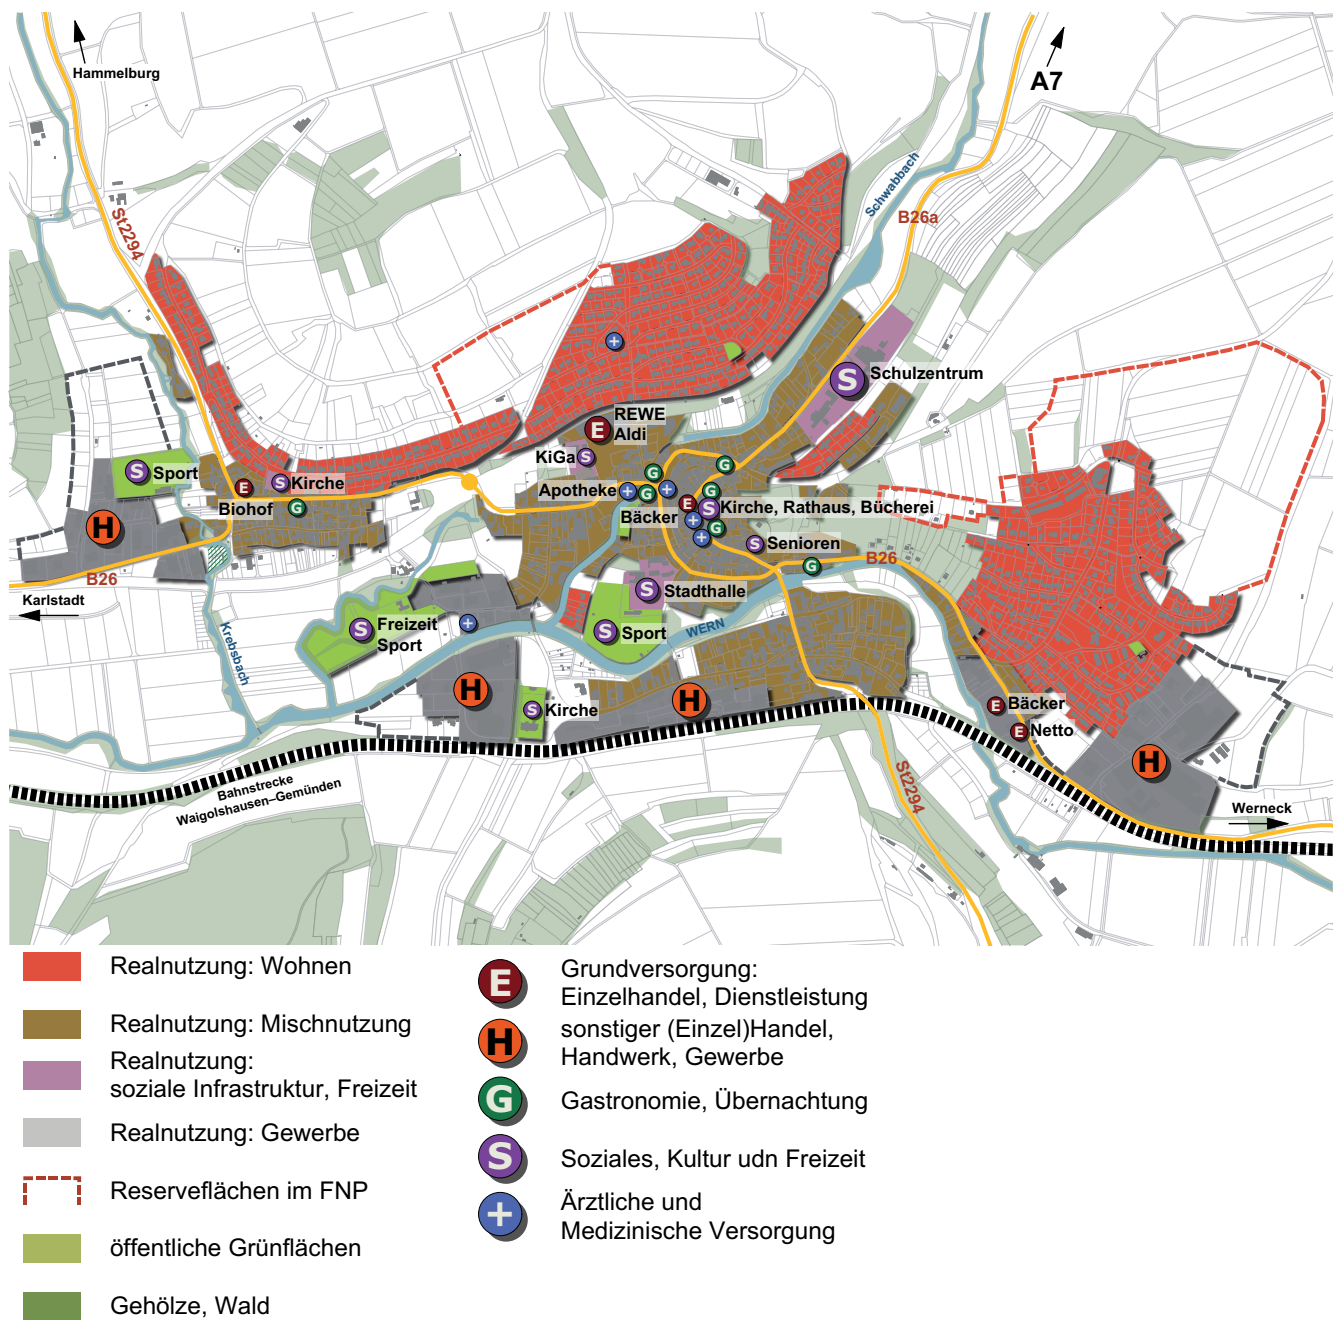 Hammelburg
A7
St2294
Schwabbach
B26a
Schulzentrum
REWE
Aldi
KiGa
Sport
Kirche
Biohof
Apotheke
Bäcker
Kirche, Rathaus, Bücherei
Senioren
B26
B26
Karlstadt
Krebsbach
Freizeit
Sport
Stadthalle
Sport
WERN
Kirche
Bäcker
Netto
Bahnstrecke
Waigolshausen–Gemünden
St2294
Werneck
E
H
G
S
+
Realnutzung: Wohnen
Realnutzung: Mischnutzung
Realnutzung:
soziale Infrastruktur, Freizeit
Realnutzung: Gewerbe
Reserveflächen im FNP
öffentliche Grünflächen
Gehölze, Wald
Grundversorgung:
Einzelhandel, Dienstleistung
sonstiger (Einzel)Handel,
Handwerk, Gewerbe
Gastronomie, Übernachtung
Soziales, Kultur udn Freizeit
Ärztliche und
Medizinische Versorgung